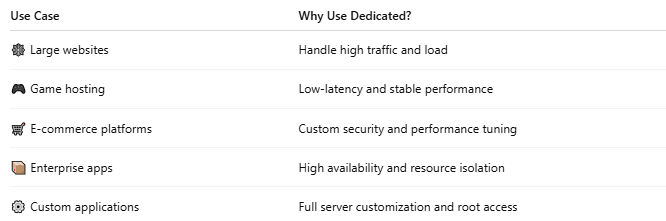 Use Case Why Use Dedicated?
🕸 Large websites Handle high traffic and load
🎮 Game hosting Low-latency and stable performance
🛒 E-commerce platforms Custom security and performance tuning
📦 Enterprise apps High availability and resource isolation
⚙ Custom applications Full server customization and root access